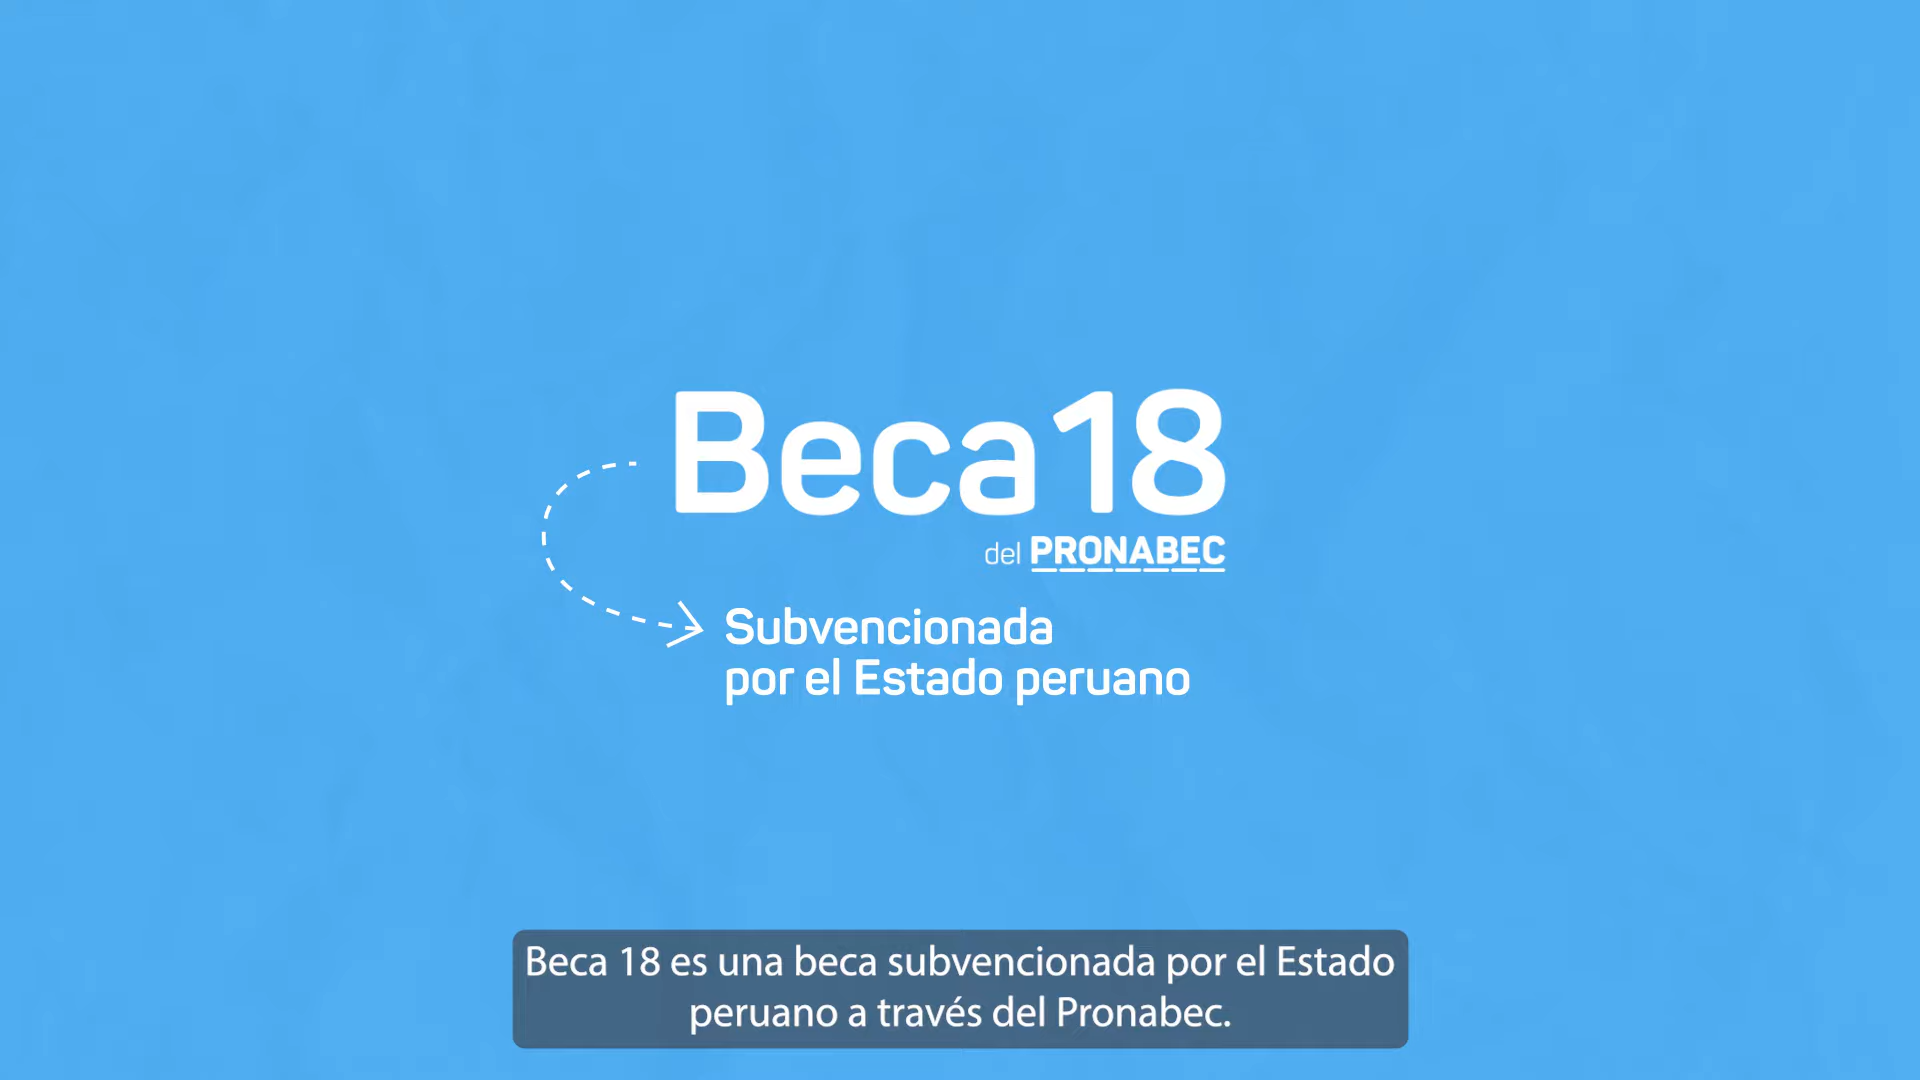 Beca18
del PRONABEC
Subvencionada
por el Estado peruano
Beca 18 es una beca subvencionada por el Estado
peruano a través del Pronabec.